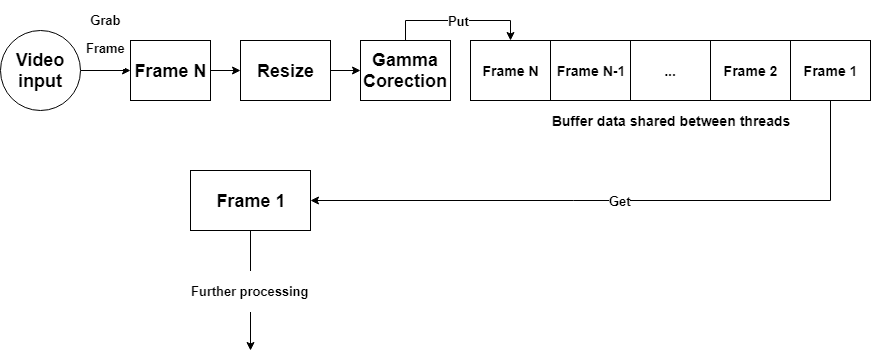 Grab
Frame
Video
input
Frame N
Resize
Gamma
Corection
Put
Frame N
Frame N-1
...
Frame 2
Frame 1
Buffer data shared between threads
Frame 1
Get
Further processing